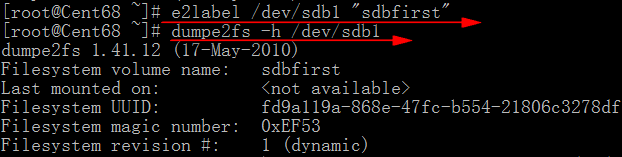 [root@Cent68 ~]# e2label /dev/sdb1 "sdbfirst"
[root@Cent68 ~]# dumpe2fs -h /dev/sdb1
dumpe2fs 1.41.12 (17-May-2010)
Filesystem volume name: sdbfirst
Last mounted on: <not available>
Filesystem UUID: fd9a119a-868e-47fc-b554-21806c3278df
Filesystem magic number: 0xEF53
Filesystem revision #: 1 (dynamic)